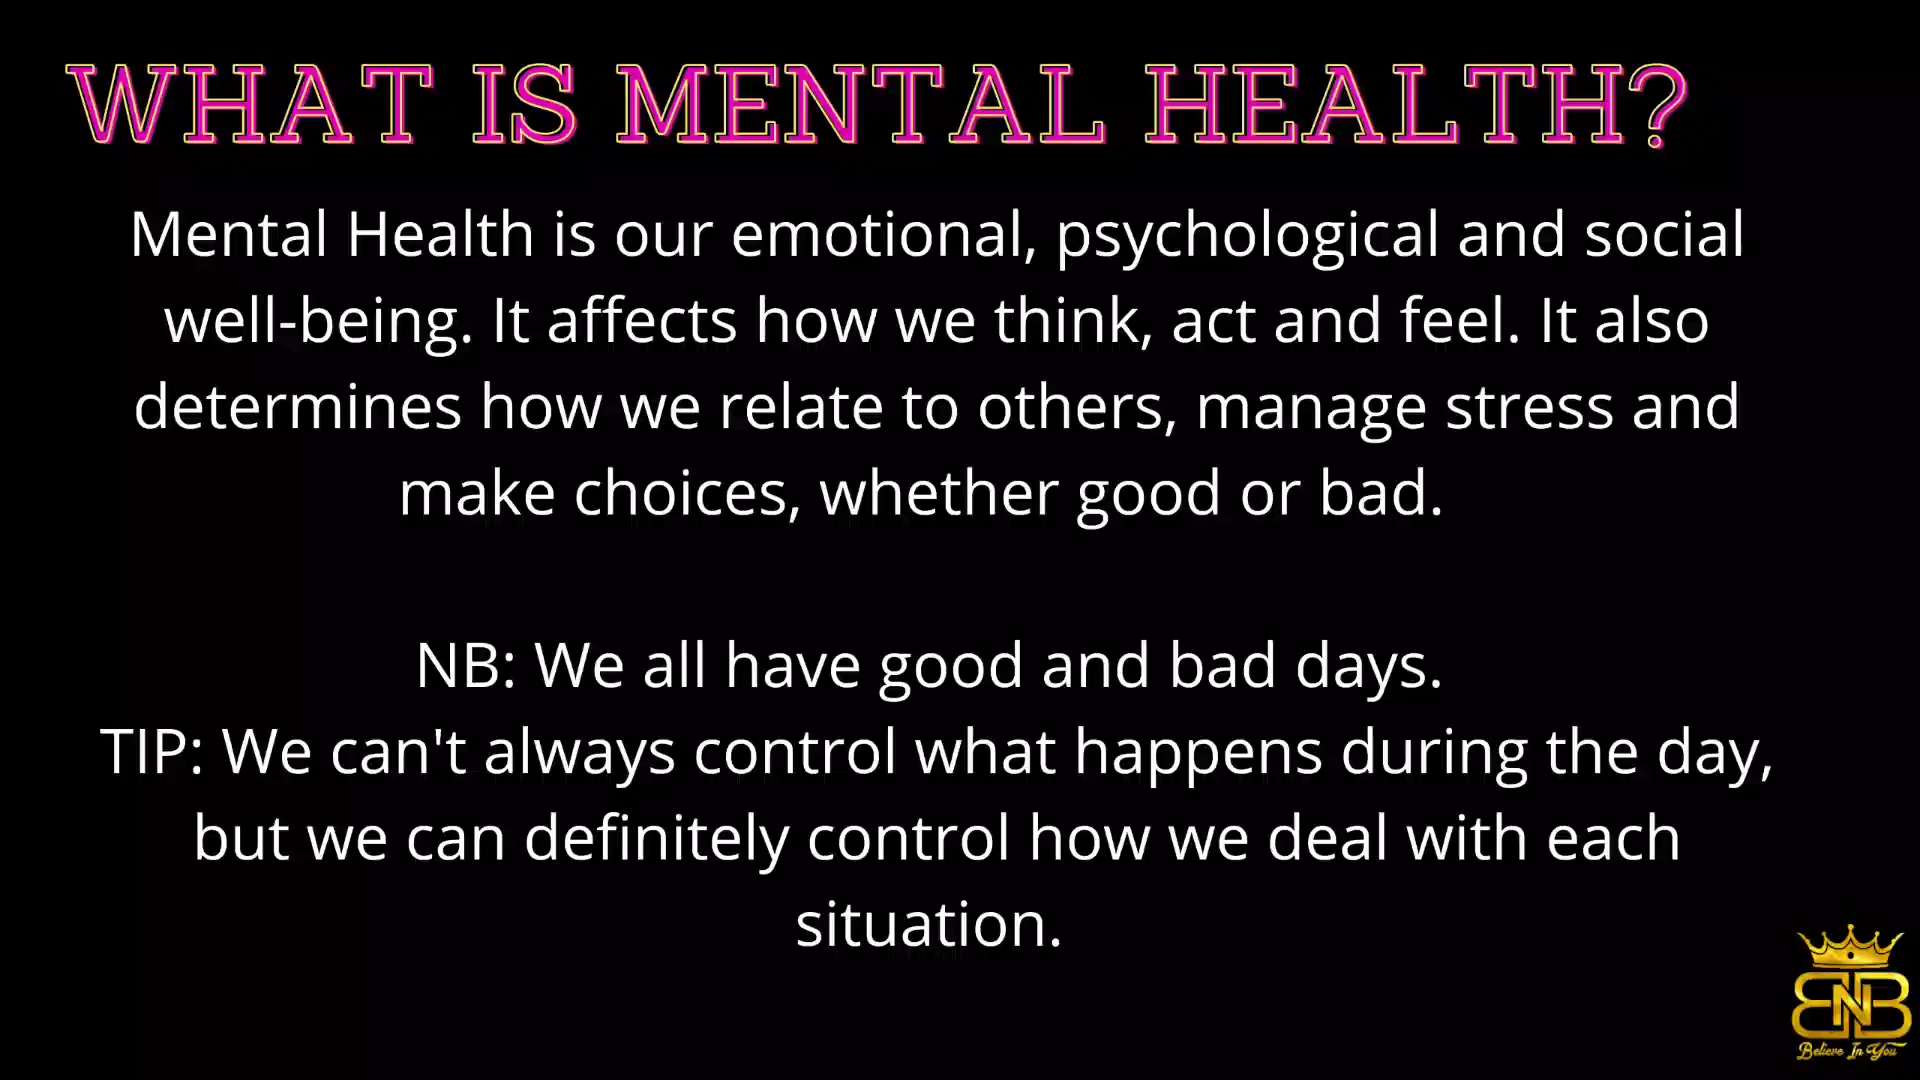 WHAT IS MENTAL HEALTH?
Mental Health is our emotional, psychological and social
well-being. It affects how we think, act and feel. It also
determines how we relate to others, manage stress and
make choices, whether good or bad.
NB: We all have good and bad days.
TIP: We can't always control what happens during the day,
but we can definitely control how we deal with each
situation.
BNB
Believe In You